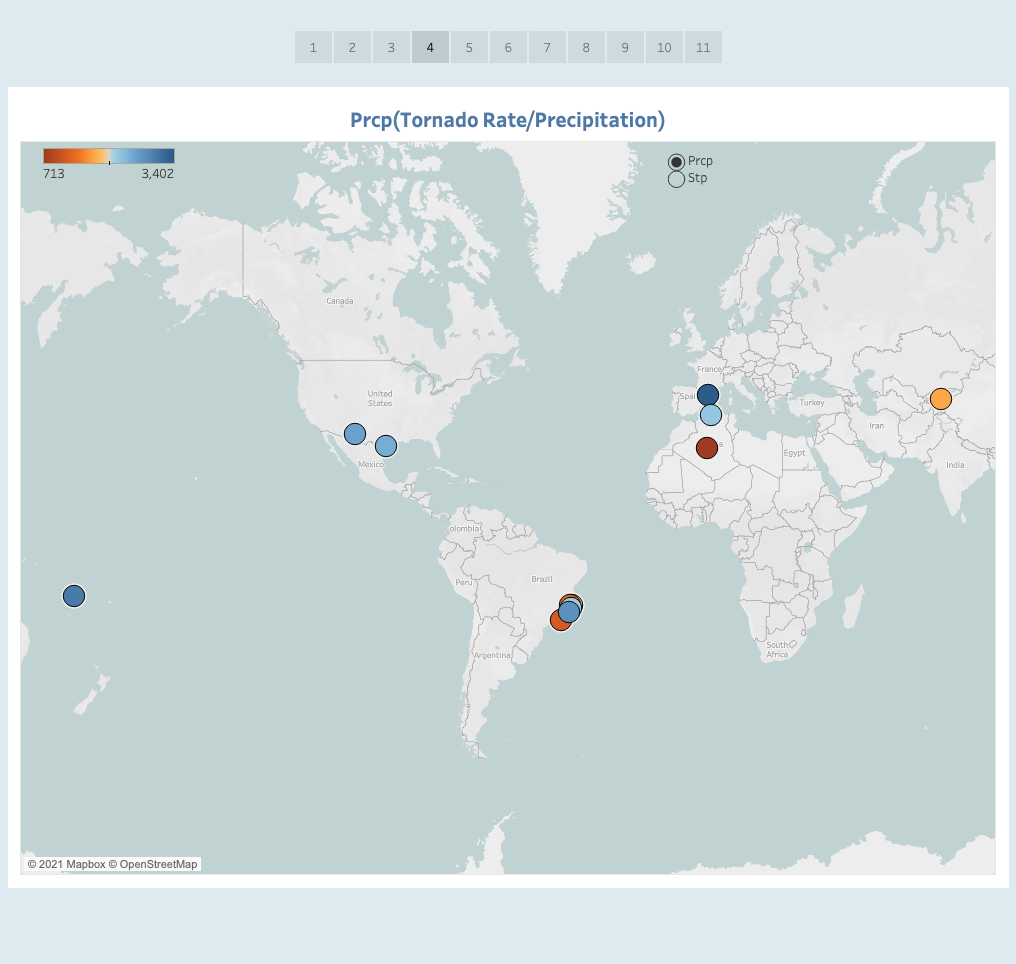 1 2 3 4 5 6 7 8 9 10 11
Prcp(Tornado Rate/Precipitation)
713 3,402
Prcp
Stp
Canada
France
United
States
Spai
Turkey
Iran
Mexico
Egypt
India
Colombia
Peru
Brazil
South
Africa
Argentina
© 2021 Mapbox © OpenStreetMap